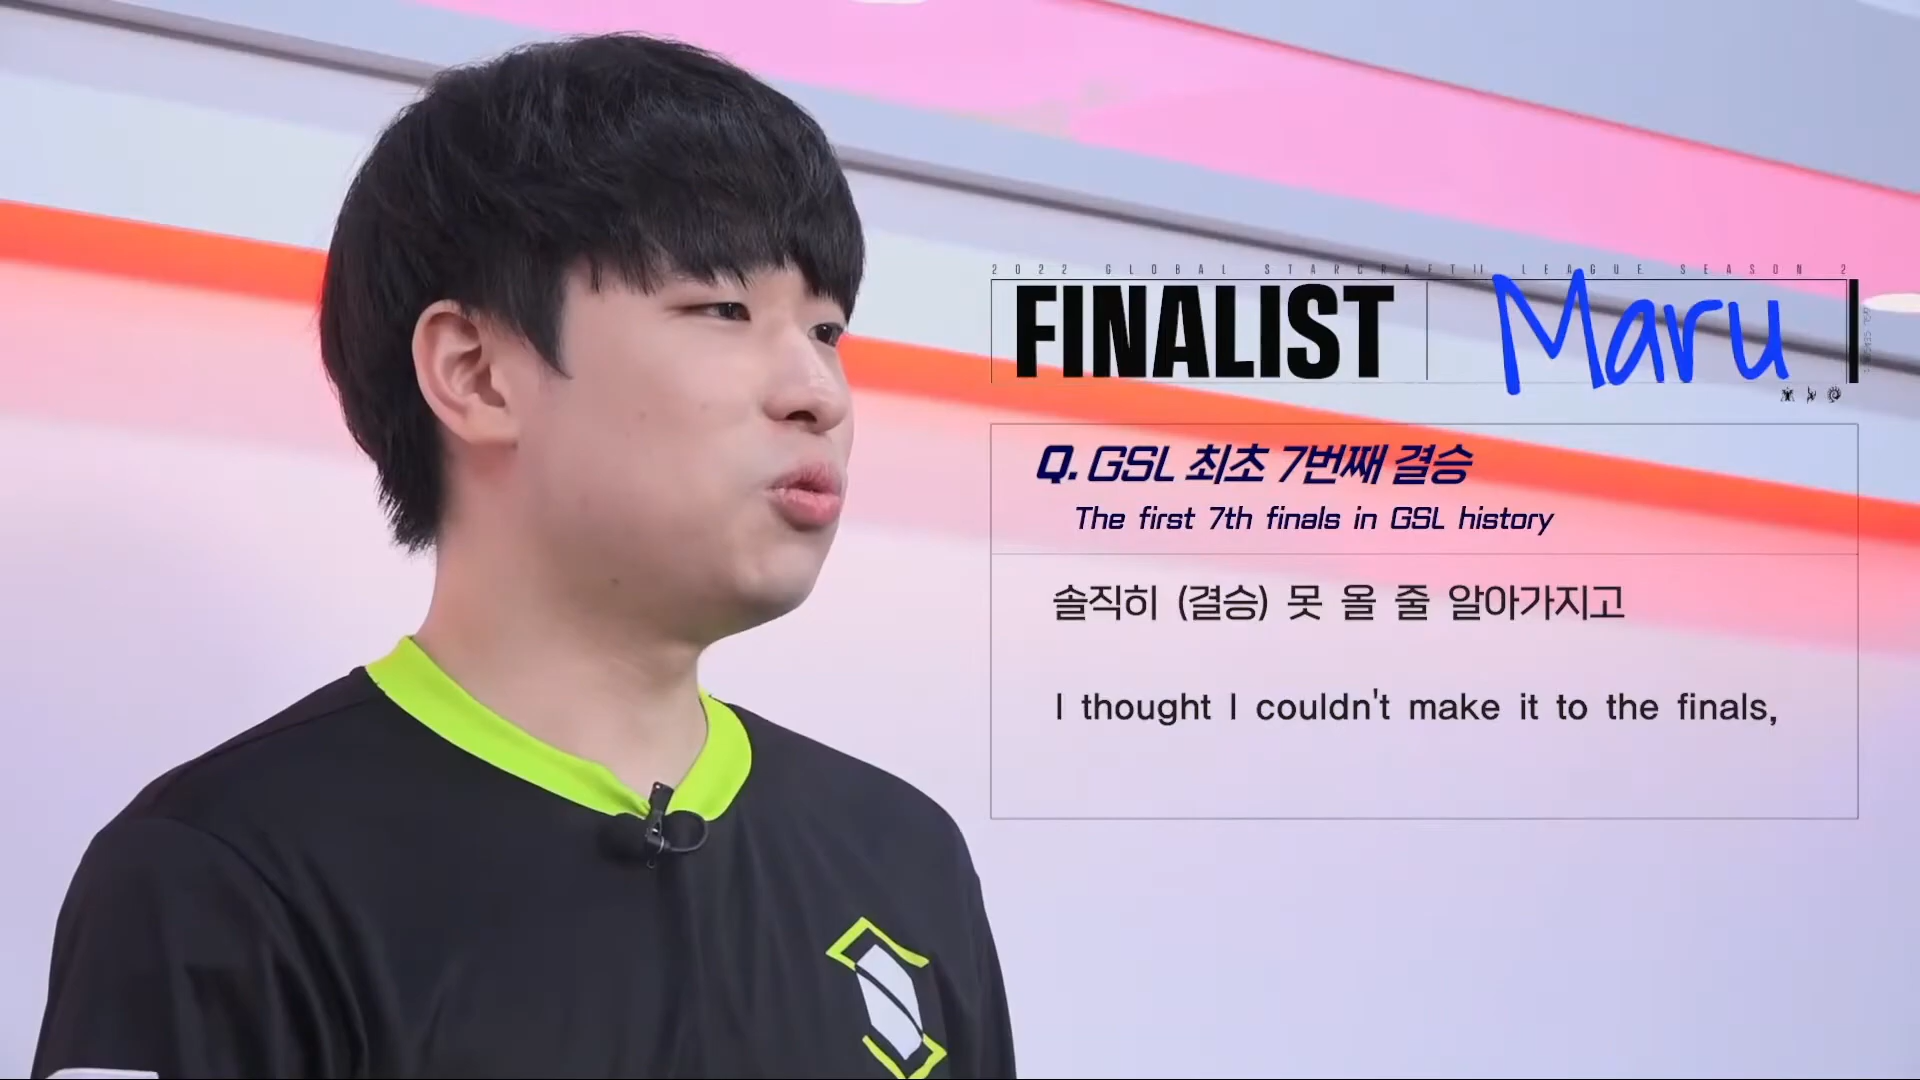 2022 GLOBAL STARCRAFT II LEAGUE SEASON 2
FINALIST
Maru
Q. GSL 최초 7번째 결승
The first 7th finals in GSL history
솔직히 (결승) 못 올 줄 알아가지고
I thought I couldn't make it to the finals,